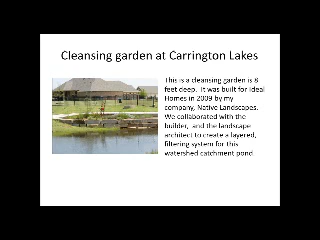 Cleansing garden at Carrington Lakes
This is a cleansing garden is 8
feet deep. It was built for Ideal
Homes in 2009 by my
company, Native Landscapes.
We collaborated with the
builder, and the landscape
architect to create a layered,
filtering system for this
watershed catchment pond